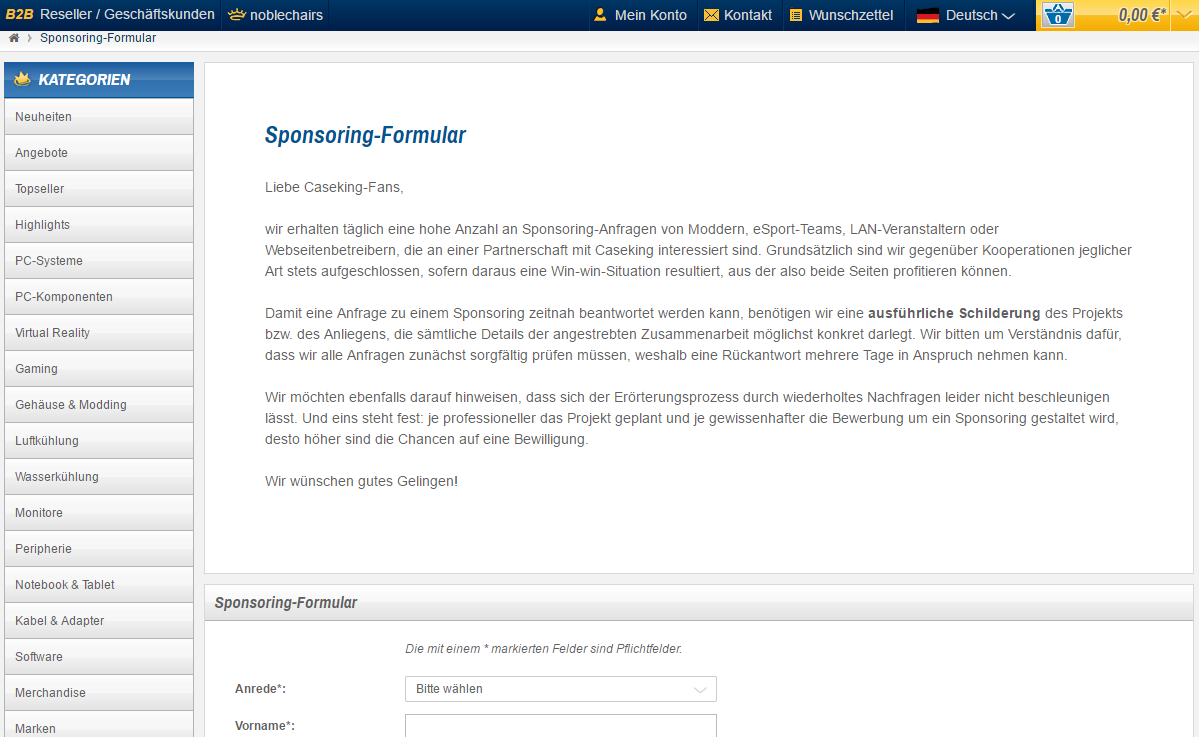 B2B Reseller / Geschäftskunden noblechairs Mein Konto Kontakt Wunschzettel Deutsch 0 0,00 €*
Sponsoring-Formular
KATEGORIEN
Neuheiten
Angebote
Topseller
Highlights
PC-Systeme
PC-Komponenten
Virtual Reality
Gaming
Gehäuse & Modding
Luftkühlung
Wasserkühlung
Monitore
Peripherie
Notebook & Tablet
Kabel & Adapter
Software
Merchandise
Marken
Sponsoring-Formular
Liebe Caseking-Fans,
wir erhalten täglich eine hohe Anzahl an Sponsoring-Anfragen von Moddern, eSport-Teams, LAN-Veranstaltern oder
Webseitenbetreibern, die an einer Partnerschaft mit Caseking interessiert sind. Grundsätzlich sind wir gegenüber Kooperationen jeglicher
Art stets aufgeschlossen, sofern daraus eine Win-win-Situation resultiert, aus der also beide Seiten profitieren können.
Damit eine Anfrage zu einem Sponsoring zeitnah beantwortet werden kann, benötigen wir eine ausführliche Schilderung des Projekts
bzw. des Anliegens, die sämtliche Details der angestrebten Zusammenarbeit möglichst konkret darlegt. Wir bitten um Verständnis dafür,
dass wir alle Anfragen zunächst sorgfältig prüfen müssen, weshalb eine Rückantwort mehrere Tage in Anspruch nehmen kann.
Wir möchten ebenfalls darauf hinweisen, dass sich der Erörterungsprozess durch wiederholtes Nachfragen leider nicht beschleunigen
lässt. Und eins steht fest: je professioneller das Projekt geplant und je gewissenhafter die Bewerbung um ein Sponsoring gestaltet wird,
desto höher sind die Chancen auf eine Bewilligung.
Wir wünschen gutes Gelingen!
Sponsoring-Formular
Die mit einem * markierten Felder sind Pflichtfelder.
Anrede*: Bitte wählen
Vorname*: